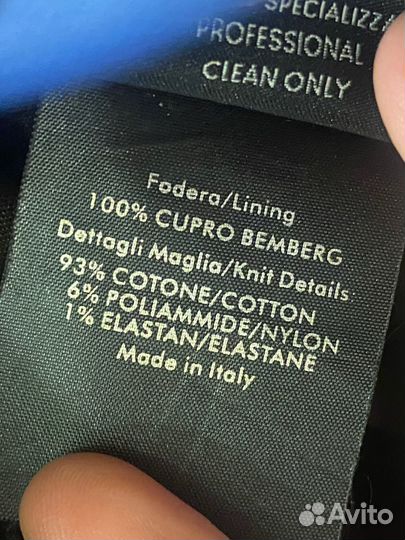 SPECIALIZZA
PROFESSIONAL
CLEAN ONLY
Fodera/Lining
100% CUPRO BEMBERG
Dettagli Maglia/Knit Details:
93% COTONE/COTTON
6% POLIAMMIDE/NYLON
1% ELASTAN/ELASTANE
Made in Italy
Avito